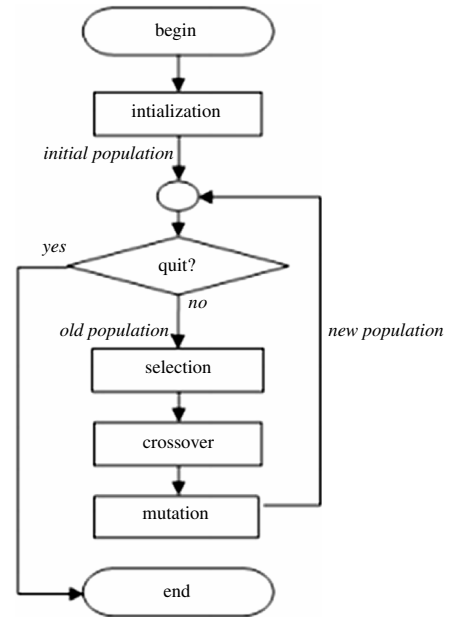 begin
intialization
initial population
yes
quit?
no
old population
new population
selection
crossover
mutation
end